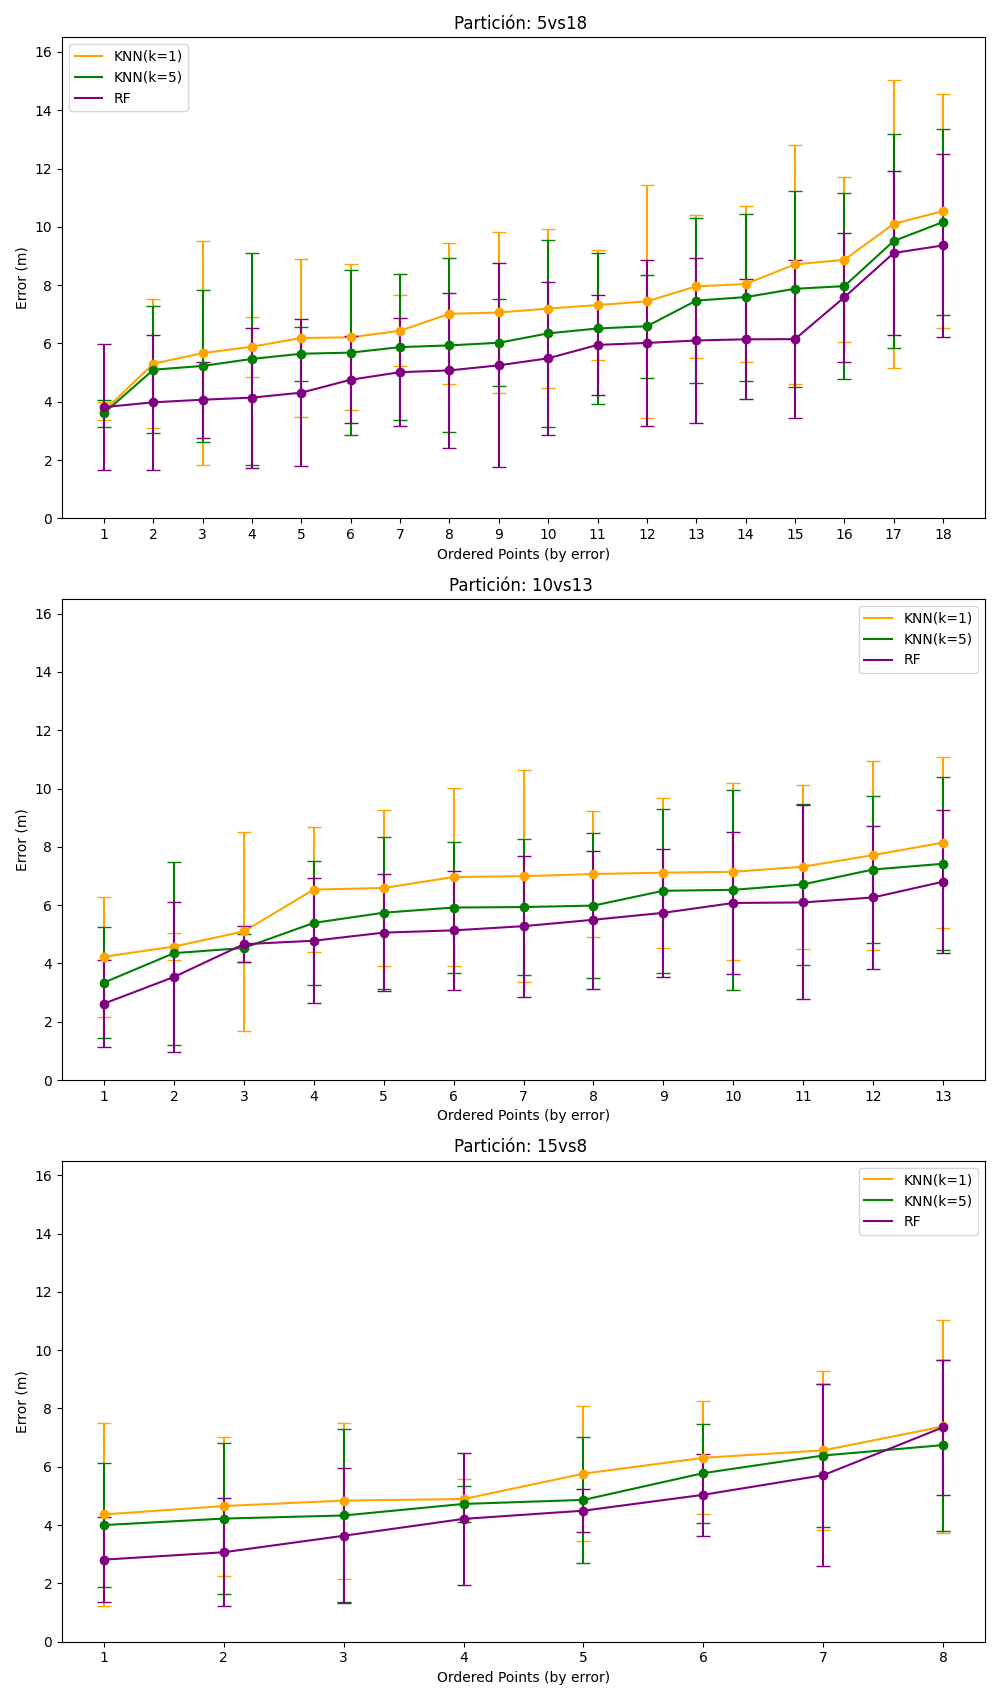 Partición: 5vs18
KNN(k=1)
KNN(k=5)
RF
16
14
12
10
8
6
4
2
0
Error (m)
1 2 3 4 5 6 7 8 9 10 11 12 13 14 15 16 17 18
Ordered Points (by error)
Partición: 10vs13
KNN(k=1)
KNN(k=5)
RF
16
14
12
10
8
6
4
2
0
Error (m)
1 2 3 4 5 6 7 8 9 10 11 12 13
Ordered Points (by error)
Partición: 15vs8
KNN(k=1)
KNN(k=5)
RF
16
14
12
10
8
6
4
2
0
Error (m)
1 2 3 4 5 6 7 8
Ordered Points (by error)